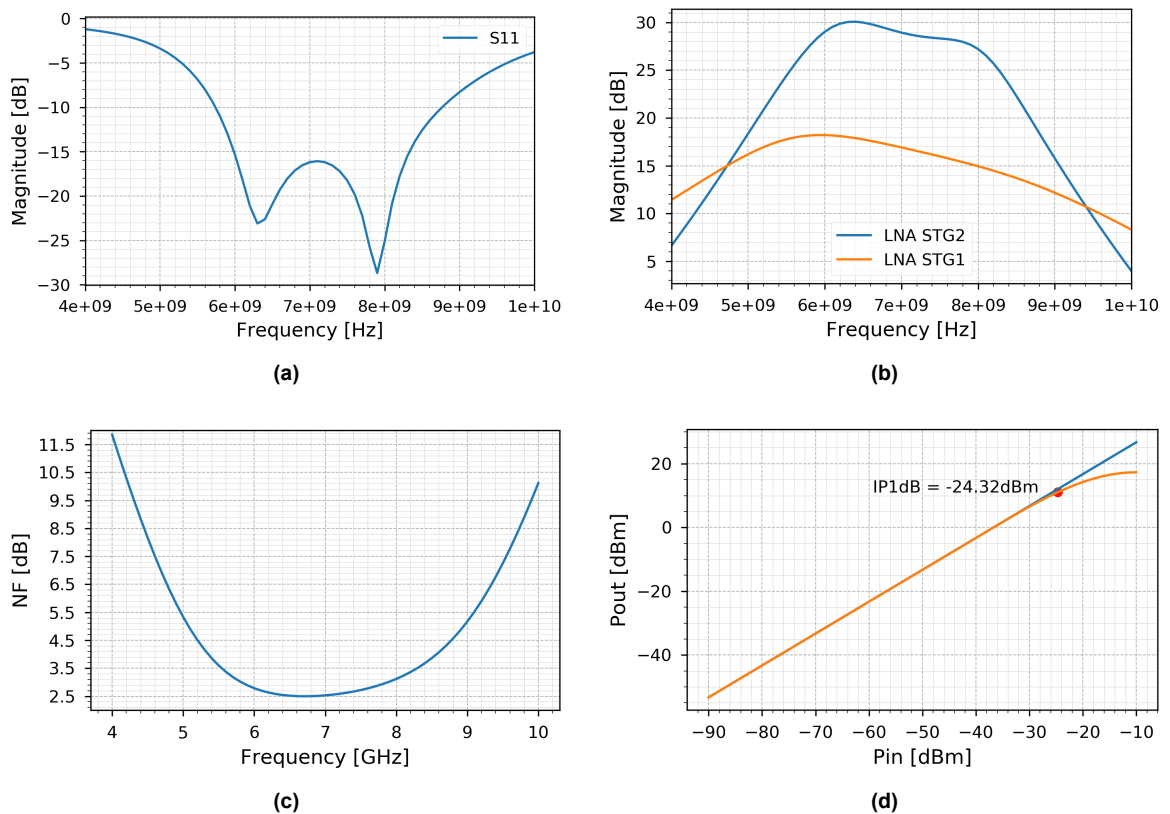 0
−5
−10
−15
−20
−25
−30
Magnitude [dB]
S11
4e+09 5e+09 6e+09 7e+09 8e+09 9e+09 1e+10
Frequency [Hz]
(a)
30
25
20
15
10
5
Magnitude [dB]
LNA STG2
LNA STG1
4e+09 5e+09 6e+09 7e+09 8e+09 9e+09 1e+10
Frequency [Hz]
(b)
11.5
10.5
9.5
8.5
7.5
6.5
5.5
4.5
3.5
2.5
NF [dB]
4 5 6 7 8 9 10
Frequency [GHz]
(c)
20
0
−20
−40
Pout [dBm]
IP1dB = -24.32dBm
−90 −80 −70 −60 −50 −40 −30 −20 −10
Pin [dBm]
(d)